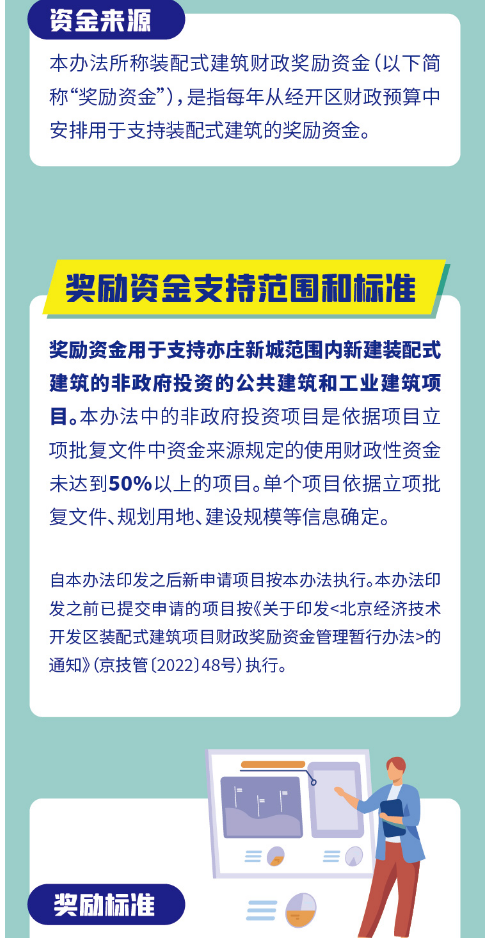 资金来源
本办法所称装配式建筑财政奖励资金（以下简
称“奖励资金”），是指每年从经开区财政预算中
安排用于支持装配式建筑的奖励资金。
奖励资金支持范围和标准
奖励资金用于支持亦庄新城范围内新建装配式
建筑的非政府投资的公共建筑和工业建筑项
目。本办法中的非政府投资项目是依据项目立
项批复文件中资金来源规定的使用财政性资金
未达到50%以上的项目。单个项目依据立项批
复文件、规划用地、建设规模等信息确定。
自本办法印发之后新申请项目按本办法执行。本办法印
发之前已提交申请的项目按《关于印发<北京经济技术
开发区装配式建筑项目财政奖励资金管理暂行办法>的
通知》（京技管〔2022〕48号）执行。
奖励标准